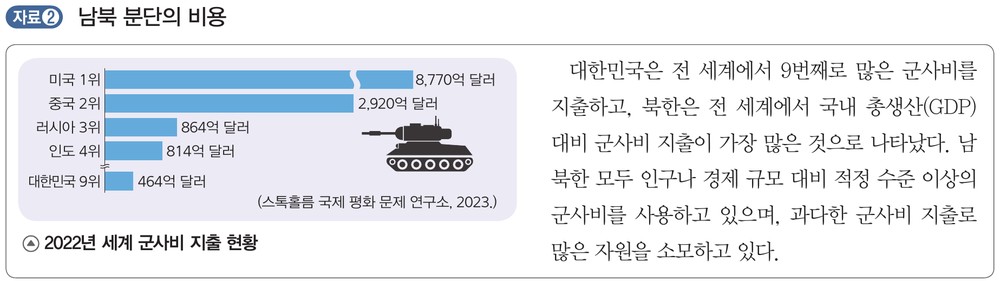 자료 2 남북 분단의 비용
미국 1위 8,770억 달러
중국 2위 2,920억 달러
러시아 3위 864억 달러
인도 4위 814억 달러
대한민국 9위 464억 달러
(스톡홀름 국제 평화 문제 연구소, 2023.)
2022년 세계 군사비 지출 현황
대한민국은 전 세계에서 9번째로 많은 군사비를
지출하고, 북한은 전 세계에서 국내 총생산(GDP)
대비 군사비 지출이 가장 많은 것으로 나타났다. 남
북한 모두 인구나 경제 규모 대비 적정 수준 이상의
군사비를 사용하고 있으며, 과다한 군사비 지출로
많은 자원을 소모하고 있다.